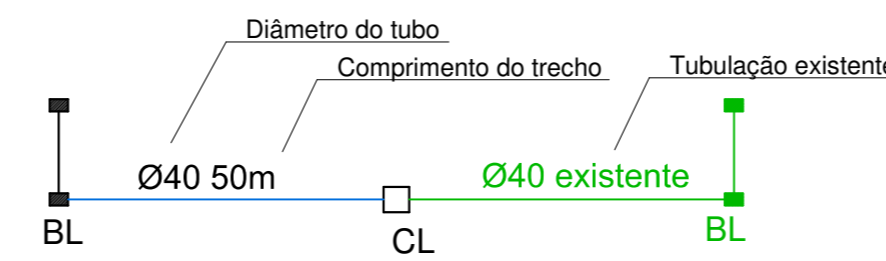 Diâmetro do tubo
Comprimento do trecho
Tubulação existente
Ø40 50m
Ø40 existente
BL
CL
BL